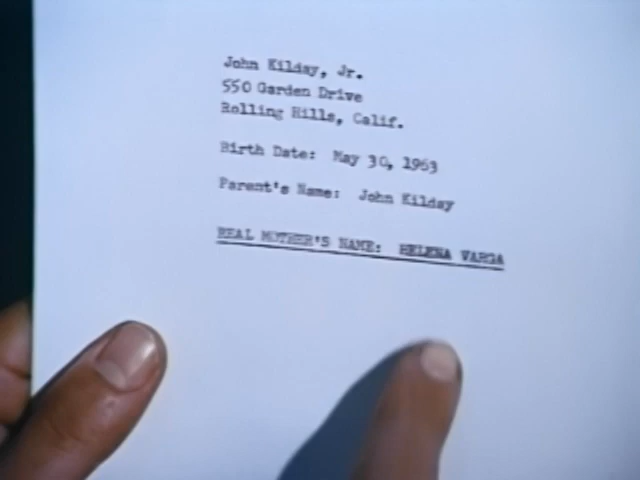 John Kilday, Jr.
550 Garden Drive
Rolling Hills, Calif.
Birth Date: May 30, 1963
Parent's Name: John Kilday
REAL MOTHER'S NAME: HELENA VARGA